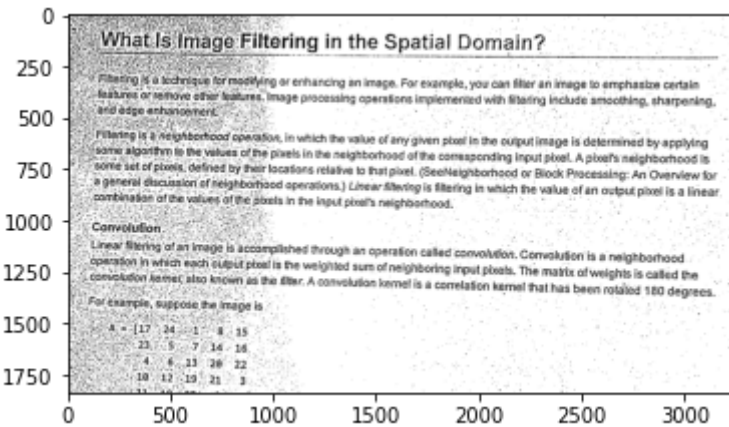 0
What Is Image Filtering in the Spatial Domain?
250
Filtering is a technique for modifying or enhancing an image. For example, you can filter an image to emphasize certain
features or remove other features. Image processing operations implemented with filtering include smoothing, sharpening,
500
and edge enhancement.
Filtering is a neighborhood operation, in which the value of any given pixel in the output image is determined by applying
some algorithm to the values of the pixels in the neighborhood of the corresponding input pixel. A pixel's neighborhood is
750
some set of pixels, defined by their locations relative to that pixel. (SeeNeighborhood or Block Processing: An Overview for
a general discussion of neighborhood operations.) Linear filtering is filtering in which the value of an output pixel is a linear
combination of the values of the pixels in the input pixel's neighborhood.
1000
Convolution
Linear filtering of an image is accomplished through an operation called convolution. Convolution is a neighborhood
1250
operation in which each output pixel is the weighted sum of neighboring input pixels. The matrix of weights is called the
convolution kernel, also known as the filter. A convolution kernel is a correlation kernel that has been rotated 180 degrees.
For example, suppose the image is
1500
A = [17 24 1 8 15
23 5 7 14 16
4 6 13 20 22
1750
10 12 19 21 3
0 500 1000 1500 2000 2500 3000